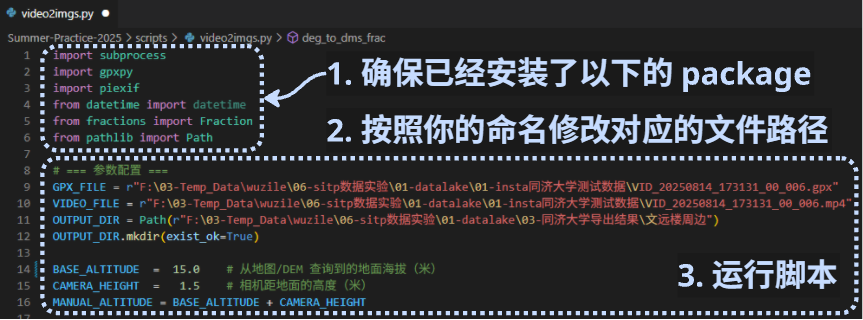 video2imgs.py
Summer-Practice-2025 > scripts > video2imgs.py > deg_to_dms_frac
1 import subprocess
2 import gpxpy
3 import piexif
4 from datetime import datetime
5 from fractions import Fraction
6 from pathlib import Path
7
1. 确保已经安装了以下的 package
2. 按照你的命名修改对应的文件路径
8 # === 参数配置 ===
9 GPX_FILE = r"F:\03-Temp_Data\wuzile\06-sitp数据实验\01-datalake\01-insta同济大学测试数据\VID_20250814_173131_00_006.gpx"
10 VIDEO_FILE = r"F:\03-Temp_Data\wuzile\06-sitp数据实验\01-datalake\01-insta同济大学测试数据\VID_20250814_173131_00_006.mp4"
11 OUTPUT_DIR = Path(r"F:\03-Temp_Data\wuzile\06-sitp数据实验\01-datalake\03-同济大学导出结果\文远楼周边")
12 OUTPUT_DIR.mkdir(exist_ok=True)
13
14 BASE_ALTITUDE = 15.0 # 从地图/DEM 查询到的地面海拔（米）
15 CAMERA_HEIGHT = 1.5 # 相机距地面的高度（米）
16 MANUAL_ALTITUDE = BASE_ALTITUDE + CAMERA_HEIGHT
3. 运行脚本